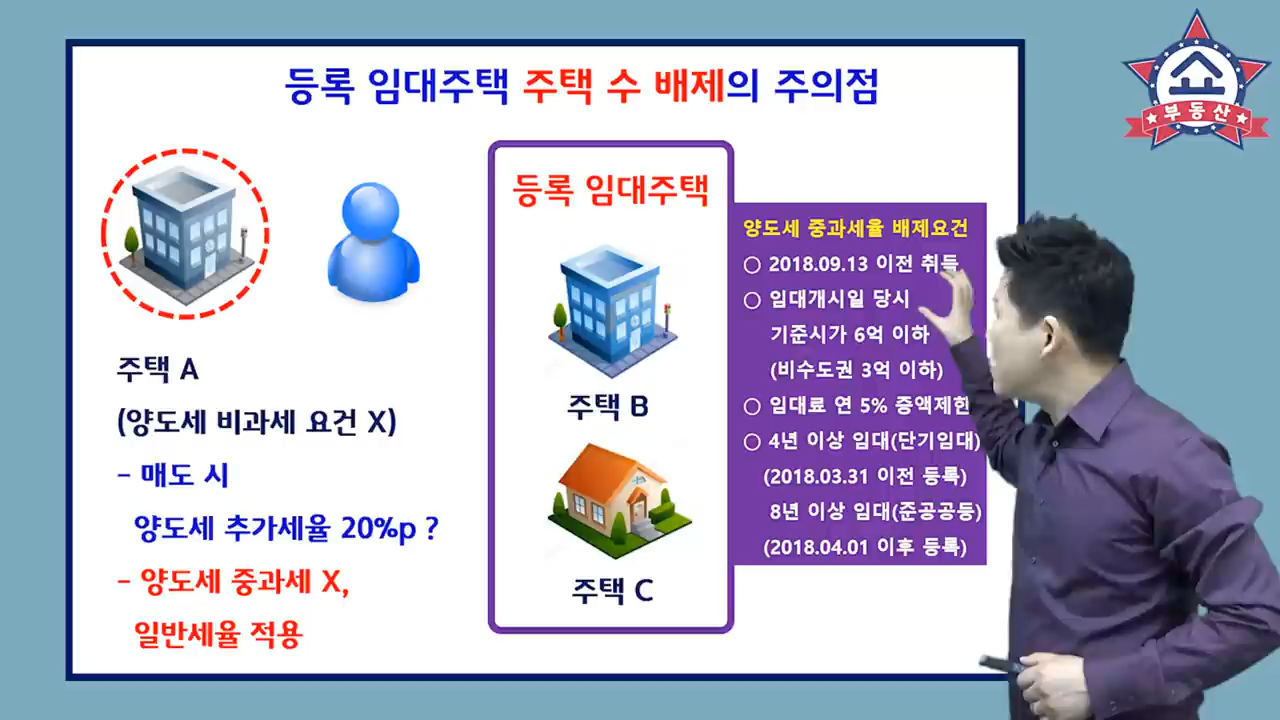 등록 임대주택 주택 수 배제의 주의점
부동산
등록 임대주택
주택 A
(양도세 비과세 요건 X)
- 매도 시
양도세 추가세율 20%p ?
- 양도세 중과세 X,
일반세율 적용
주택 B
주택 C
양도세 중과세율 배제요건
○ 2018.09.13 이전 취득
○ 임대개시일 당시
기준시가 6억 이하
(비수도권 3억 이하)
○ 임대료 연 5% 증액제한
○ 4년 이상 임대(단기임대)
(2018.03.31 이전 등록)
8년 이상 임대(준공공등)
(2018.04.01 이후 등록)